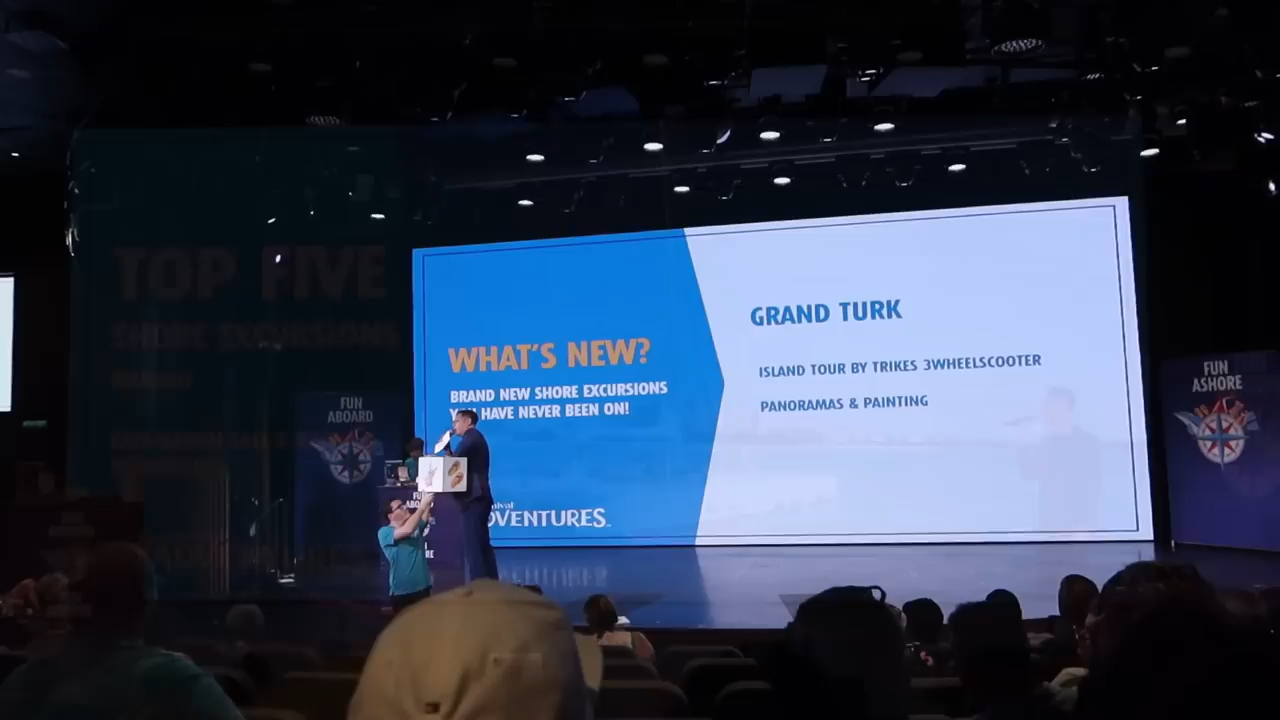 TOP FIVE
SHORE EXCURSIONS
FUN
ABOARD
WHAT'S NEW?
BRAND NEW SHORE EXCURSIONS
HAVE NEVER BEEN ON!
GRAND TURK
ISLAND TOUR BY TRIKES 3WHEELSCOOTER
PANORAMAS & PAINTING
FUN
ASHORE